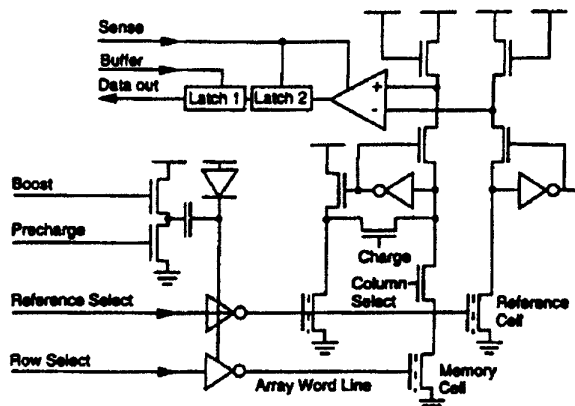 Sense
Buffer
Data out
Latch 1
Latch 2
+
-
Boost
Precharge
Charge
Column
Select
Reference Select
Reference
Cell
Row Select
Array Word Line
Memory
Cell